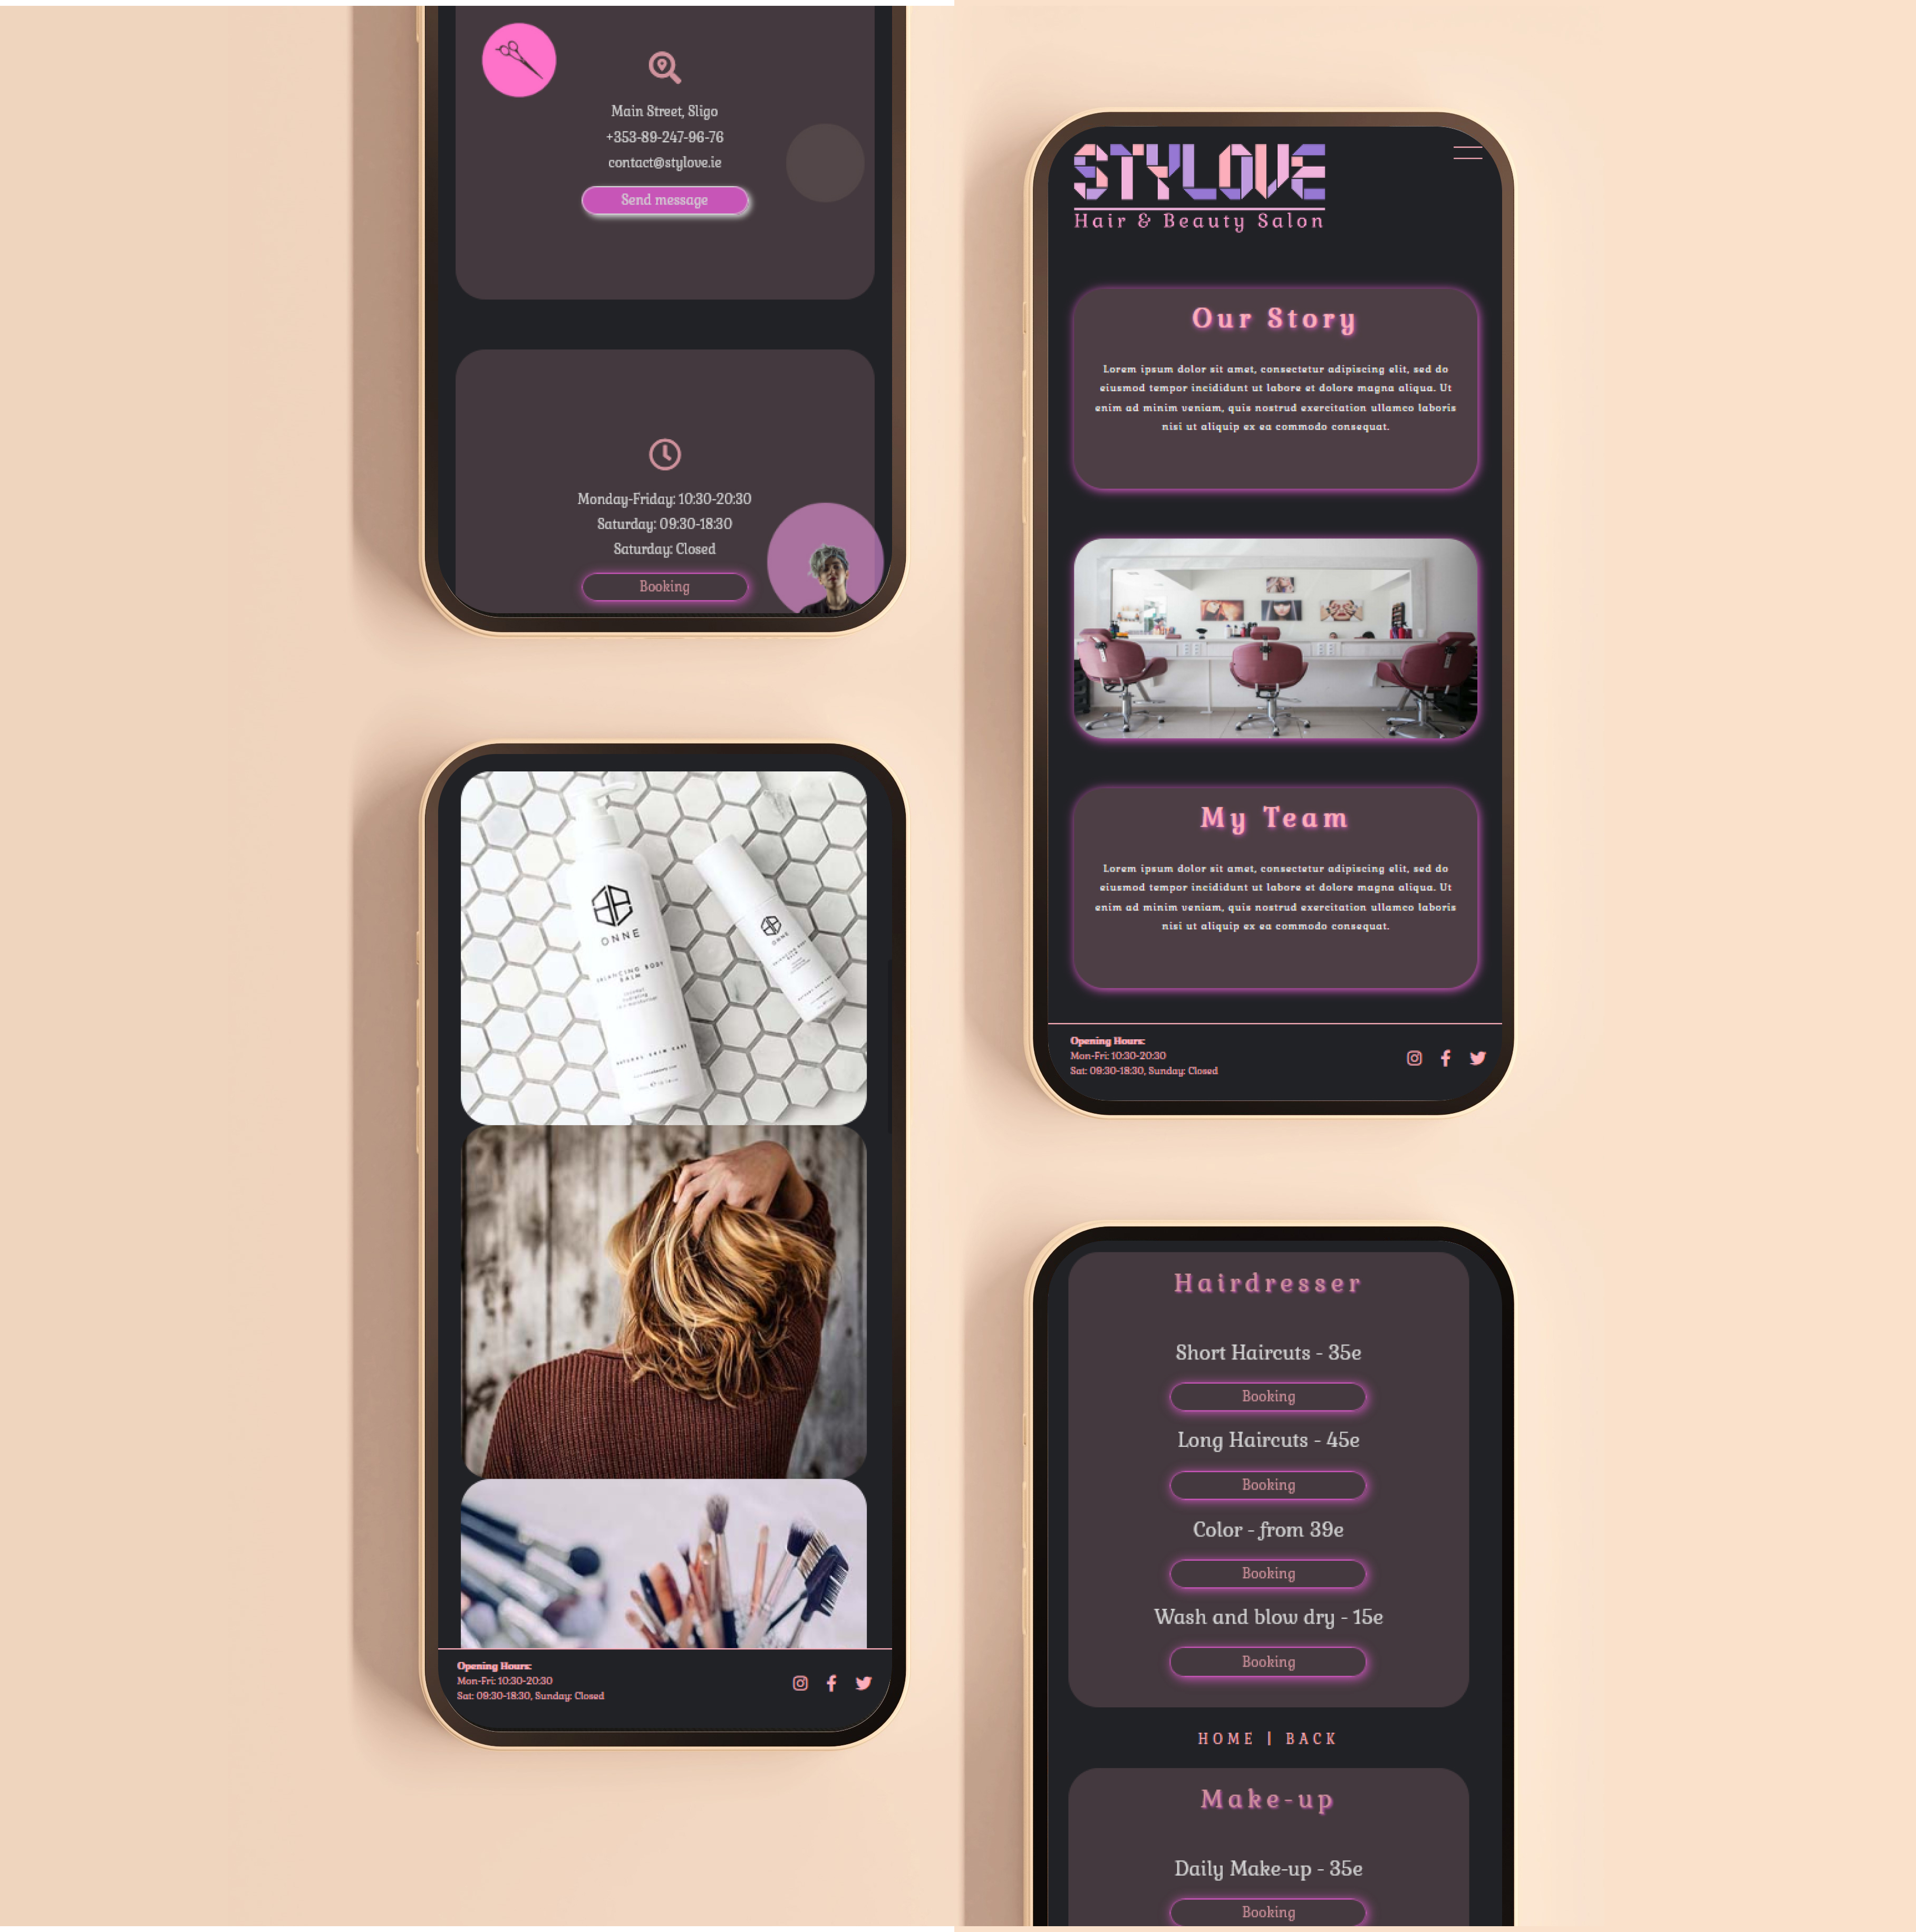 Main Street, Sligo
+353-89-247-96-76
contact@stylove.ie
Send message
Monday-Friday: 10:30-20:30
Saturday: 09:30-18:30
Saturday: Closed
Booking
ONNE
BALANCING BODY
BALM
NATURAL SKIN CARE
ONNE
Opening Hours:
Mon-Fri: 10:30-20:30
Sat: 09:30-18:30, Sunday: Closed
STYLOVE
Hair & Beauty Salon
Our Story
Lorem ipsum dolor sit amet, consectetur adipiscing elit, sed do
eiusmod tempor incididunt ut labore et dolore magna aliqua. Ut
enim ad minim veniam, quis nostrud exercitation ullamco laboris
nisi ut aliquip ex ea commodo consequat.
My Team
Lorem ipsum dolor sit amet, consectetur adipiscing elit, sed do
eiusmod tempor incididunt ut labore et dolore magna aliqua. Ut
enim ad minim veniam, quis nostrud exercitation ullamco laboris
nisi ut aliquip ex ea commodo consequat.
Opening Hours:
Mon-Fri: 10:30-20:30
Sat: 09:30-18:30, Sunday: Closed
Hairdresser
Short Haircuts - 35e
Booking
Long Haircuts - 45e
Booking
Color - from 39e
Booking
Wash and blow dry - 15e
Booking
HOME | BACK
Make-up
Daily Make-up - 35e
Booking